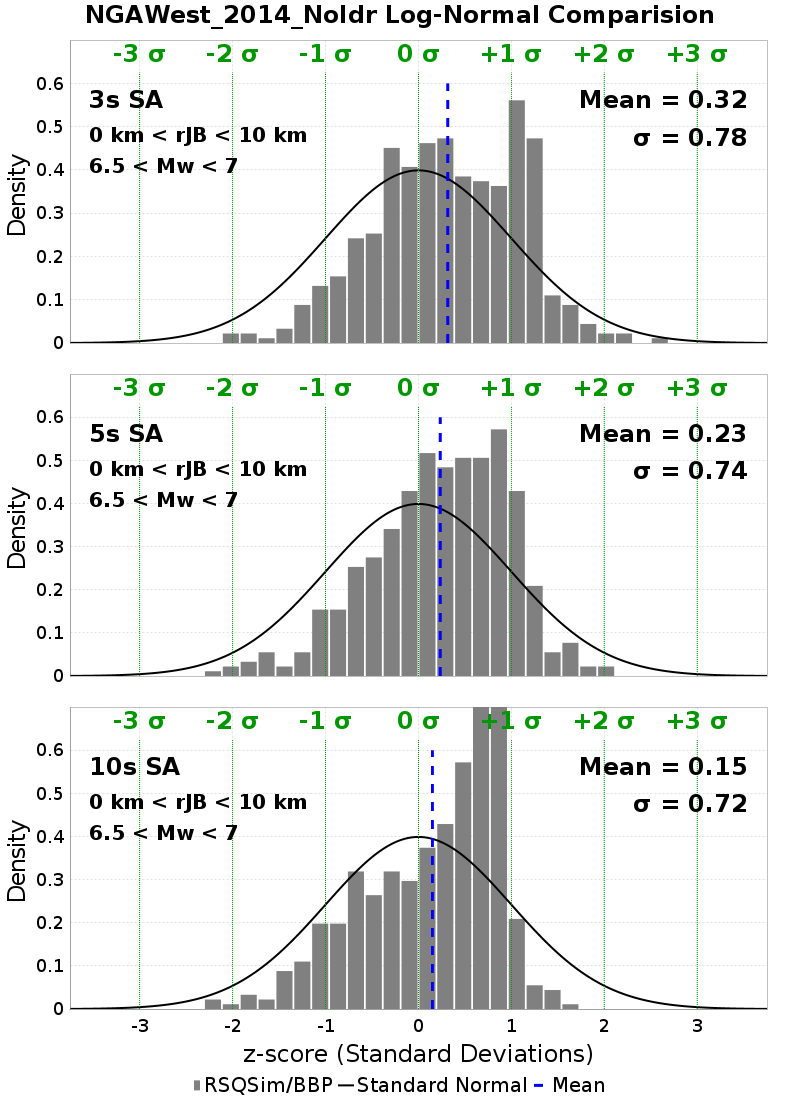 NGAWest_2014_NoIdr Log-Normal Comparision
-3 σ -2 σ -1 σ 0 σ +1 σ +2 σ +3 σ
3s SA
0 km < rJB < 10 km
6.5 < Mw < 7
Mean = 0.32
σ = 0.78
Density
0.6
0.5
0.4
0.3
0.2
0.1
0
-3 σ -2 σ -1 σ 0 σ +1 σ +2 σ +3 σ
5s SA
0 km < rJB < 10 km
6.5 < Mw < 7
Mean = 0.23
σ = 0.74
Density
0.6
0.5
0.4
0.3
0.2
0.1
0
-3 σ -2 σ -1 σ 0 σ +1 σ +2 σ +3 σ
10s SA
0 km < rJB < 10 km
6.5 < Mw < 7
Mean = 0.15
σ = 0.72
Density
0.6
0.5
0.4
0.3
0.2
0.1
0
-3 -2 -1 0 1 2 3
z-score (Standard Deviations)
RSQSim/BBP Standard Normal Mean